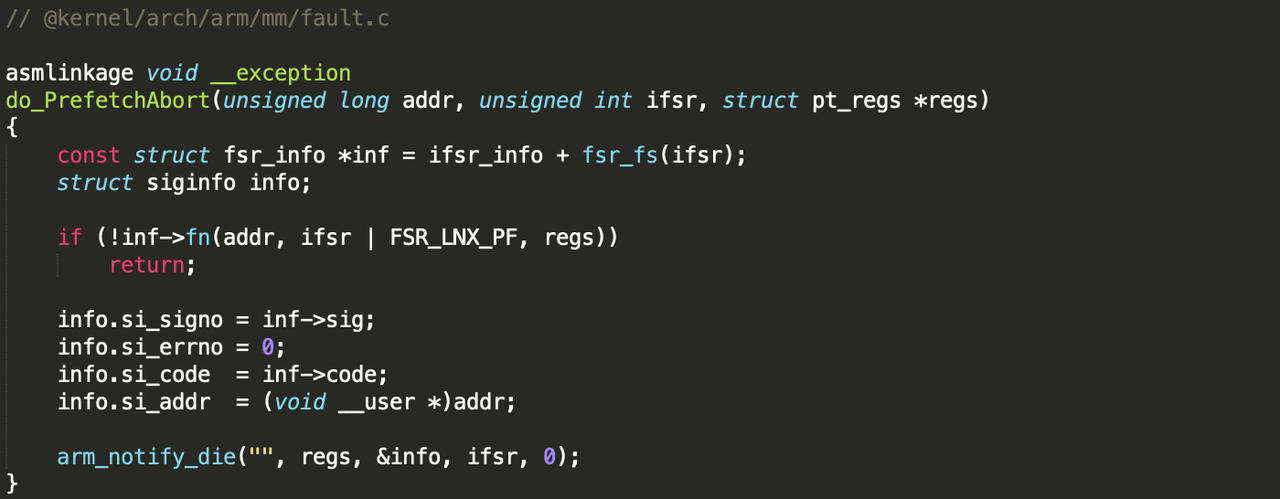 // @kernel/arch/arm/mm/fault.c

asmlinkage void __exception
do_PrefetchAbort(unsigned long addr, unsigned int ifsr, struct pt_regs *regs)
{
    const struct fsr_info *inf = ifsr_info + fsr_fs(ifsr);
    struct siginfo info;

    if (!inf->fn(addr, ifsr | FSR_LNX_PF, regs))
        return;

    info.si_signo = inf->sig;
    info.si_errno = 0;
    info.si_code  = inf->code;
    info.si_addr  = (void __user *)addr;

    arm_notify_die("", regs, &info, ifsr, 0);
}